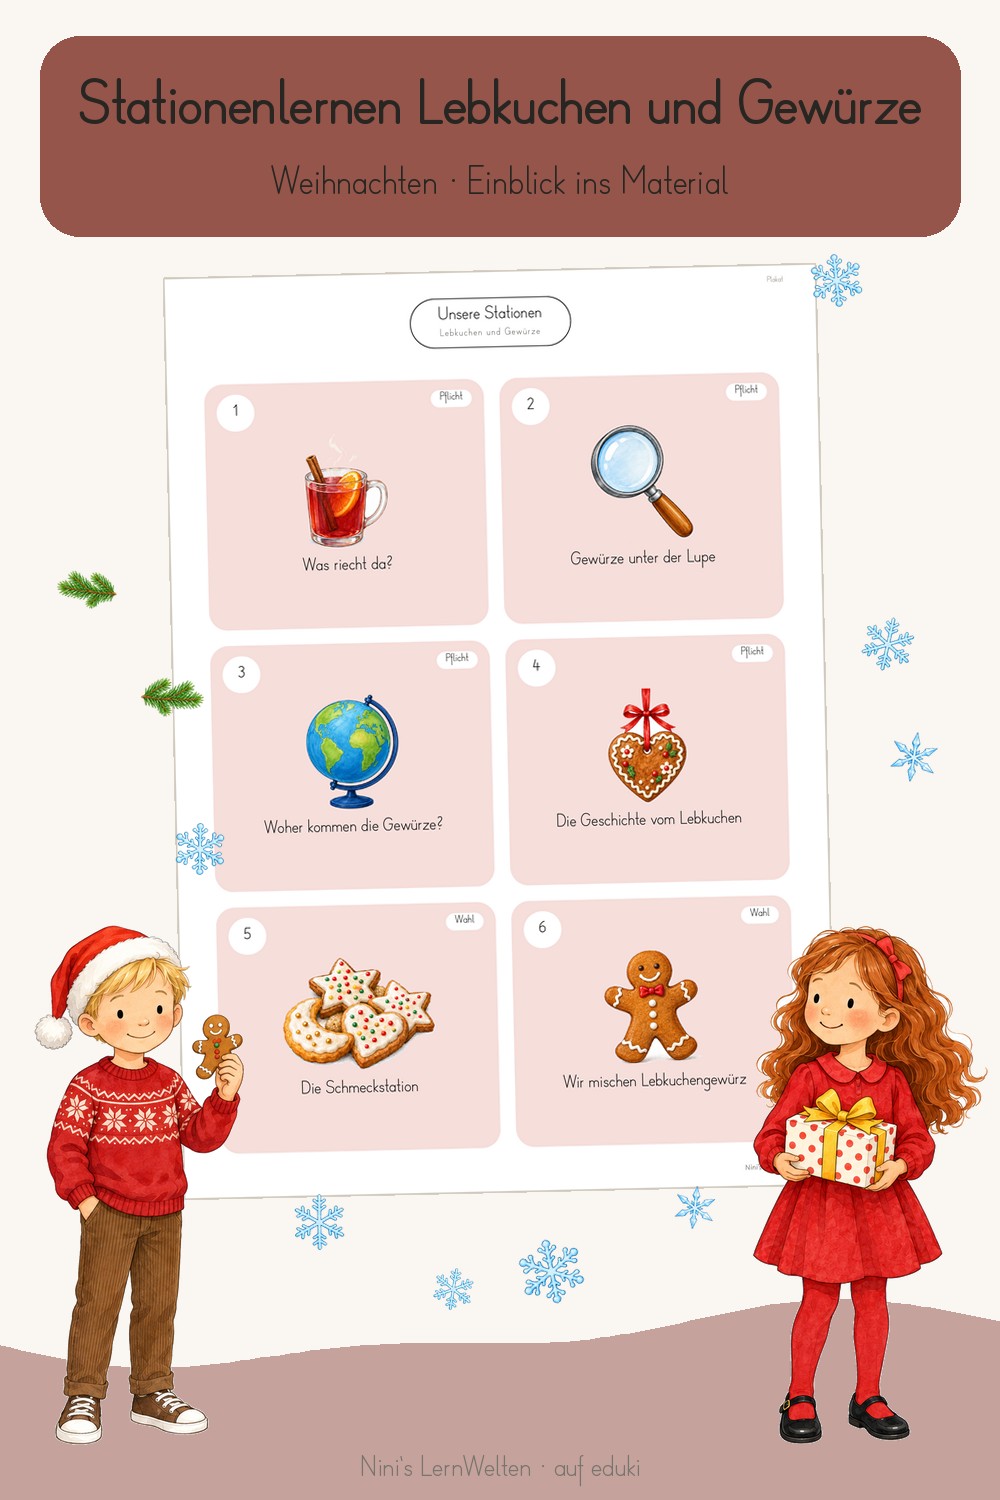 Stationenlernen Lebkuchen und Gewürze
Weihnachten · Einblick ins Material
Plakat
Unsere Stationen
Lebkuchen und Gewürze
1
Pflicht
Was riecht da?
2
Pflicht
Gewürze unter der Lupe
3
Pflicht
Woher kommen die Gewürze?
4
Pflicht
Die Geschichte vom Lebkuchen
5
Wahl
Die Schmeckstation
6
Wahl
Wir mischen Lebkuchengewürz
Nini's LernWelten · auf eduki